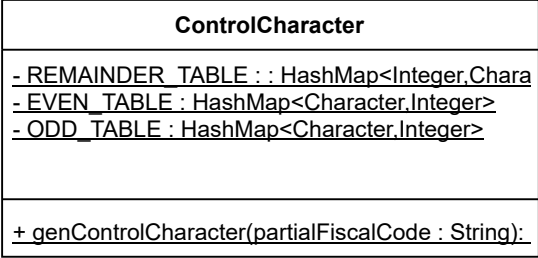 ControlCharacter
- REMAINDER_TABLE : : HashMap<Integer,Chara
- EVEN_TABLE : HashMap<Character,Integer>
- ODD_TABLE : HashMap<Character,Integer>
+ genControlCharacter(partialFiscalCode : String):